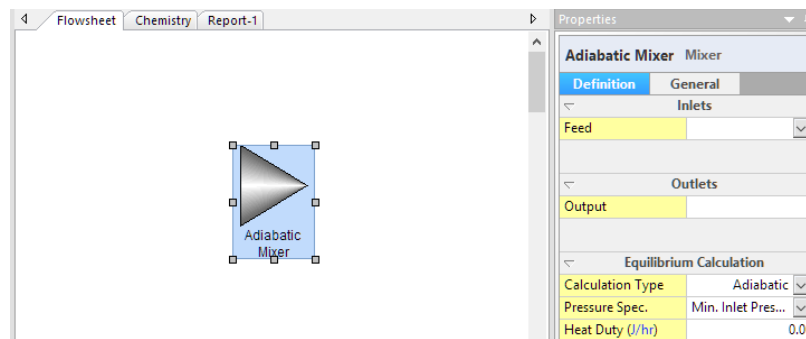 Flowsheet Chemistry Report-1
Properties
Adiabatic Mixer Mixer
Definition General
Inlets
Feed
Outlets
Output
Equilibrium Calculation
Calculation Type Adiabatic
Pressure Spec. Min. Inlet Pres...
Heat Duty (J/hr) 0.0
Adiabatic
Mixer